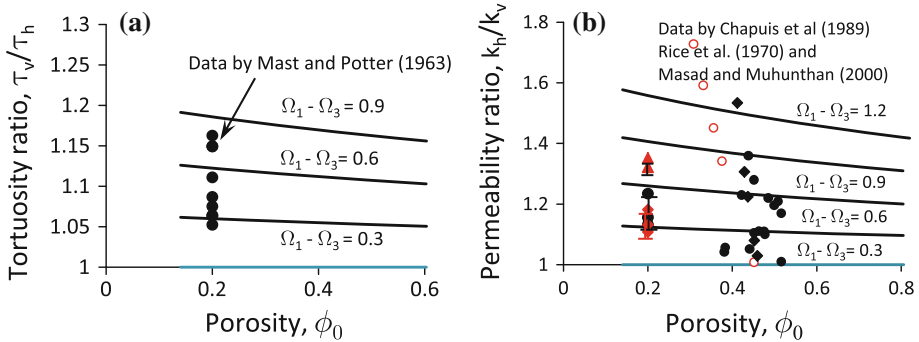 (a)
Tortuosity ratio, τv/τh
1.3
1.25
1.2
1.15
1.1
1.05
1
Data by Mast and Potter (1963)
Ω1 - Ω3 = 0.9
Ω1 - Ω3 = 0.6
Ω1 - Ω3 = 0.3
0
0.2
0.4
0.6
Porosity, ϕ0
(b)
Permeability ratio, kh/kv
1.8
1.6
1.4
1.2
1
Data by Chapuis et al (1989)
Rice et al. (1970) and
Masad and Muhunthan (2000)
Ω1 - Ω3 = 1.2
Ω1 - Ω3 = 0.9
Ω1 - Ω3 = 0.6
Ω1 - Ω3 = 0.3
0
0.2
0.4
0.6
0.8
Porosity, ϕ0